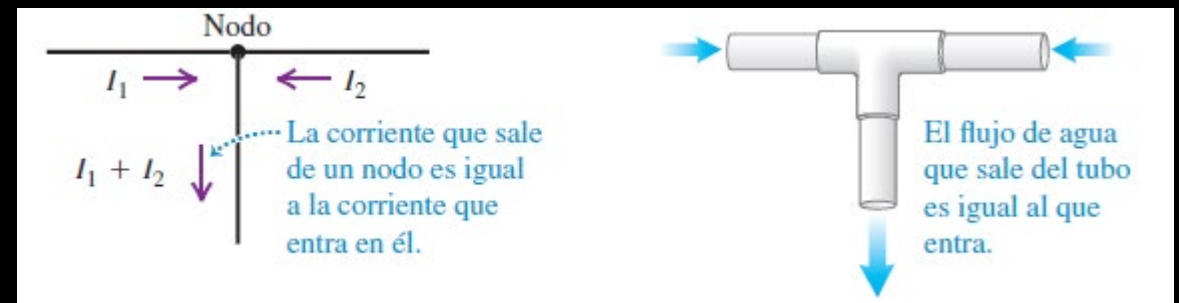 Nodo
I₁
I₂
I₁ + I₂
La corriente que sale
de un nodo es igual
a la corriente que
entra en él.
El flujo de agua
que sale del tubo
es igual al que
entra.